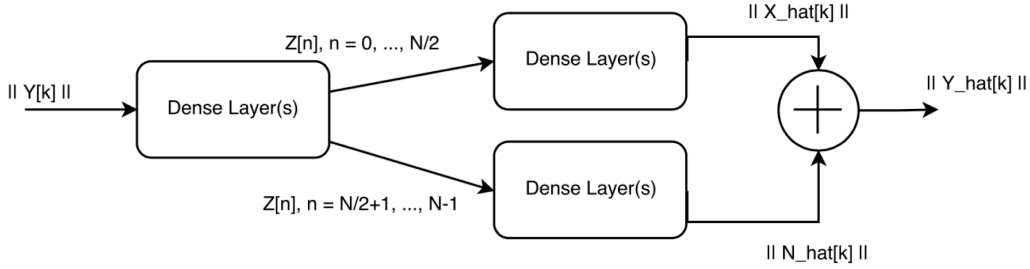 || X_hat[k] ||
Z[n], n = 0, ..., N/2
Dense Layer(s)
|| Y[k] ||
Dense Layer(s)
|| Y_hat[k] ||
Dense Layer(s)
Z[n], n = N/2+1, ..., N-1
|| N_hat[k] ||